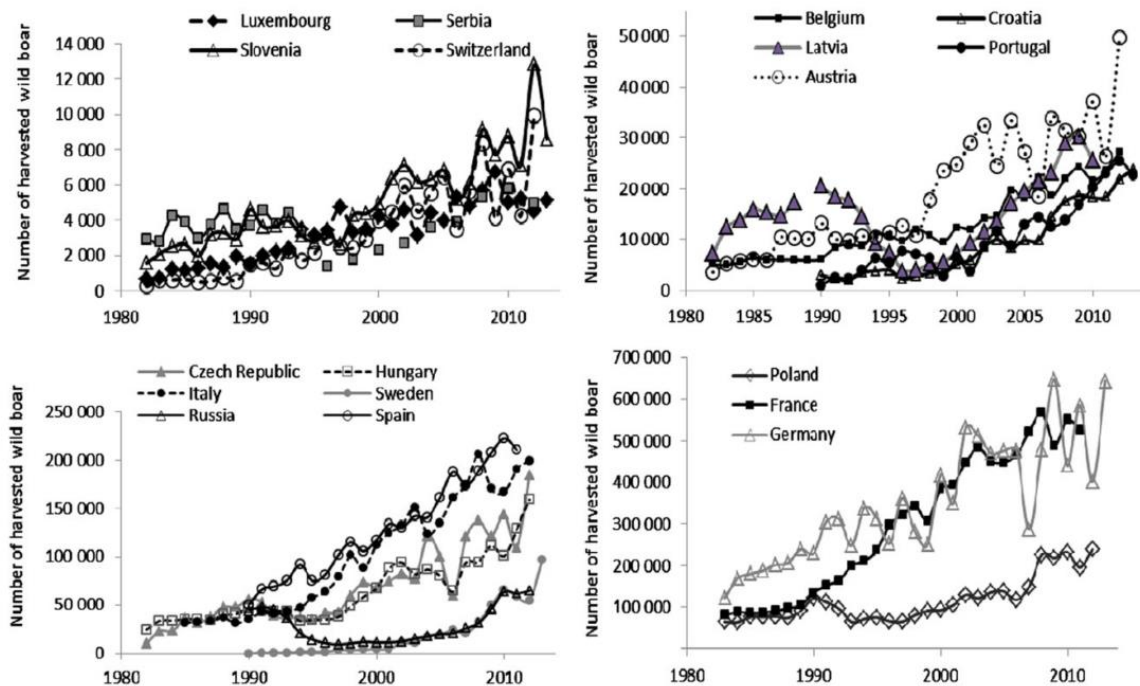 Luxembourg Serbia
Slovenia Switzerland
Number of harvested wild boar
14 000
12 000
10 000
8 000
6 000
4 000
2 000
0
1980 1990 2000 2010
Belgium Croatia
Latvia Portugal
Austria
Number of harvested wild boar
50 000
40 000
30 000
20 000
10 000
0
1980 1985 1990 1995 2000 2005 2010
Czech Republic Hungary
Italy Sweden
Russia Spain
Number of harvested wild boar
250 000
200 000
150 000
100 000
50 000
0
1980 1990 2000 2010
Poland
France
Germany
Number of harvested wild boar
700 000
600 000
500 000
400 000
300 000
200 000
100 000
1980 1990 2000 2010